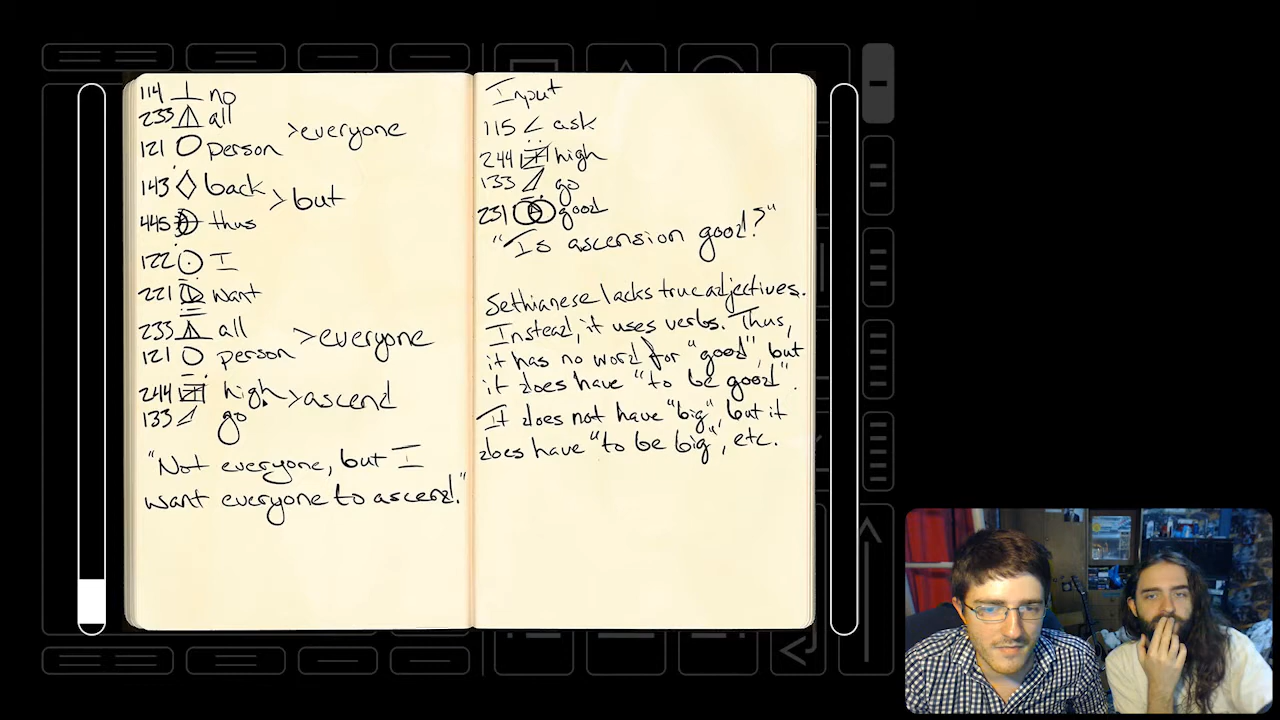 114 no
233 all
>everyone
121 person
143 back
>but
445 thus
122 I
221 want
233 all
>everyone
121 person
244 high
>ascend
133 go
"Not everyone, but I
want everyone to ascend."
Input
115 ask
244 high
133 go
231 good
"Is ascension good?"
Sethianese lacks true adjectives.
Instead, it uses verbs. Thus,
it has no word for "good", but
it does have "to be good".
It does not have "big", but it
does have "to be big", etc.